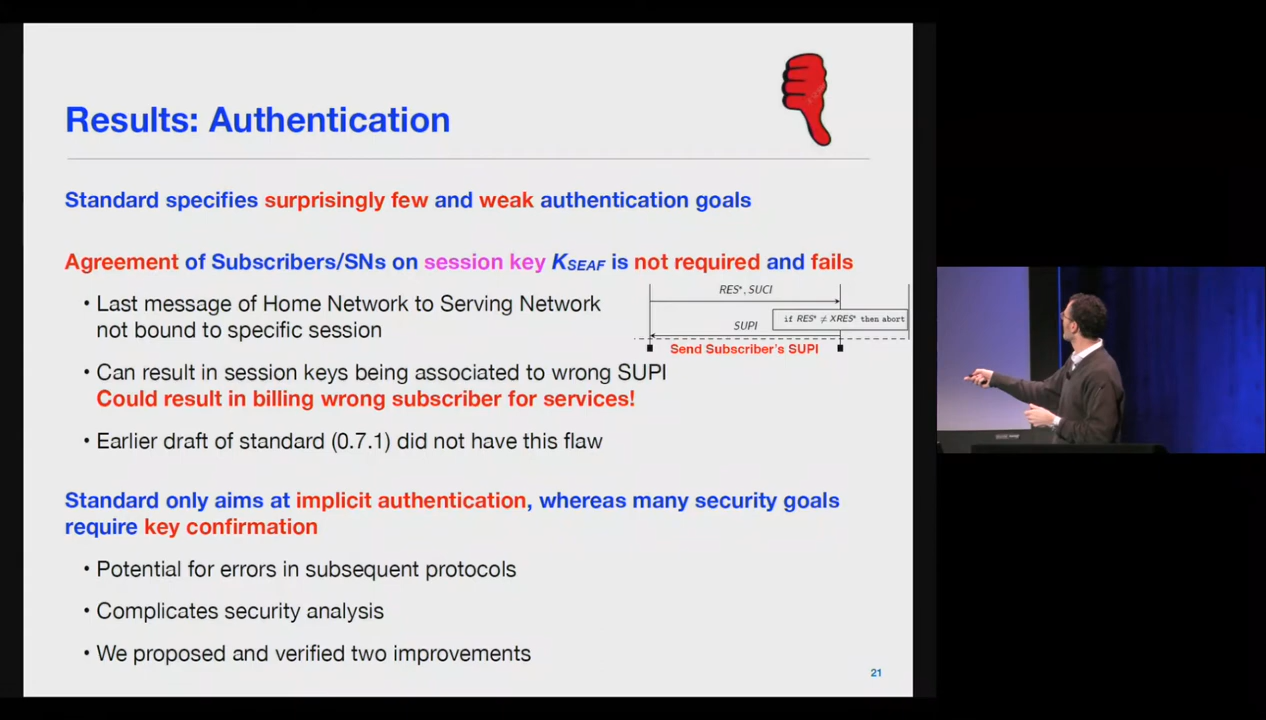 Results: Authentication
Standard specifies surprisingly few and weak authentication goals
Agreement of Subscribers/SNs on session key KSEAF is not required and fails
• Last message of Home Network to Serving Network
not bound to specific session
RES*, SUCI
if RES* ≠ XRES* then abort
SUPI
Send Subscriber's SUPI
• Can result in session keys being associated to wrong SUPI
Could result in billing wrong subscriber for services!
• Earlier draft of standard (0.7.1) did not have this flaw
Standard only aims at implicit authentication, whereas many security goals
require key confirmation
• Potential for errors in subsequent protocols
• Complicates security analysis
• We proposed and verified two improvements
21